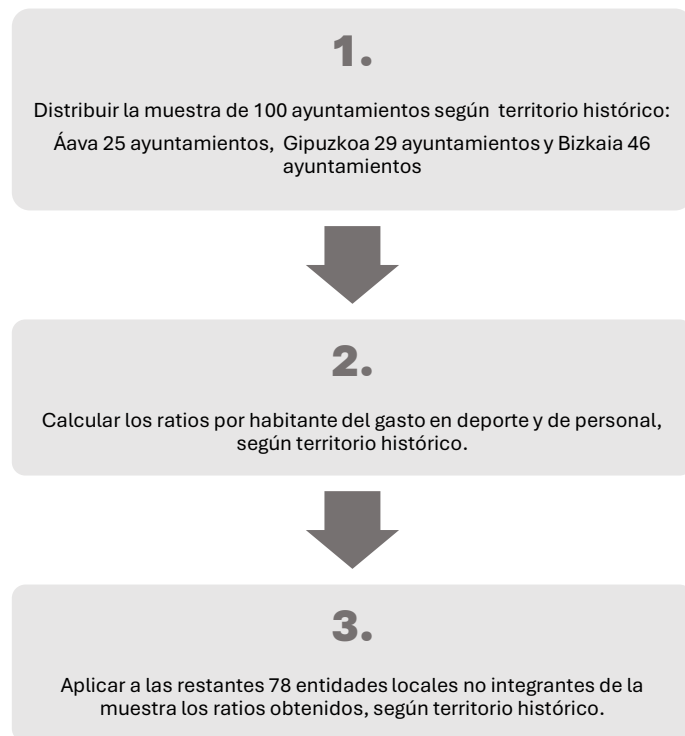 1.
Distribuir la muestra de 100 ayuntamientos según territorio histórico:
Áava 25 ayuntamientos, Gipuzkoa 29 ayuntamientos y Bizkaia 46
ayuntamientos
2.
Calcular los ratios por habitante del gasto en deporte y de personal,
según territorio histórico.
3.
Aplicar a las restantes 78 entidades locales no integrantes de la
muestra los ratios obtenidos, según territorio histórico.